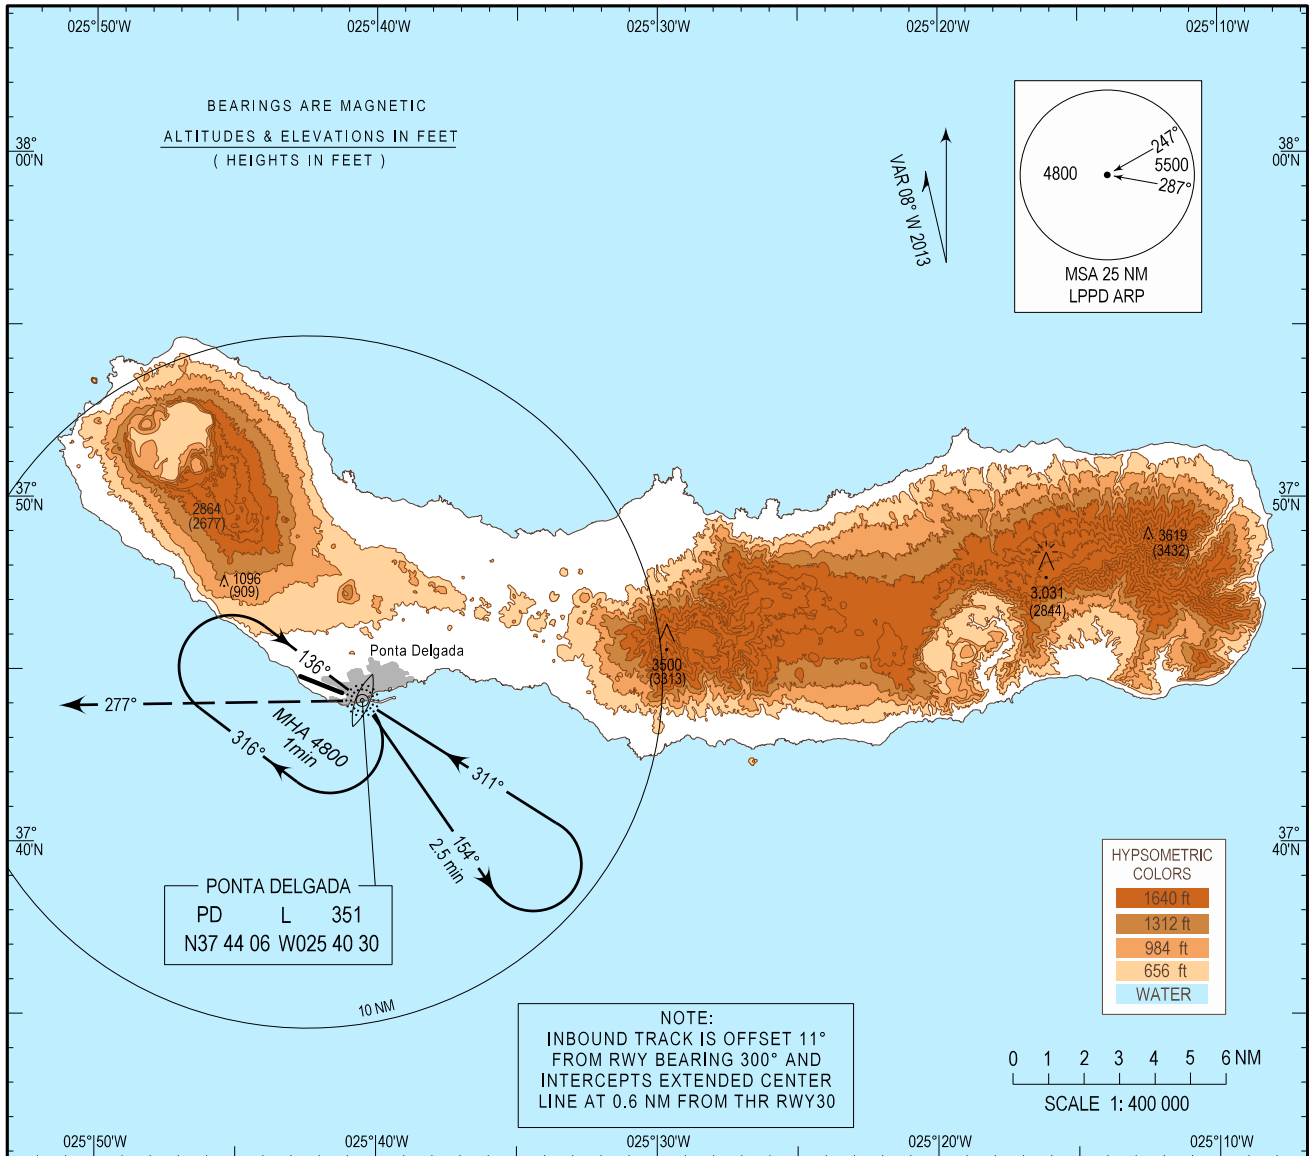 025°50'W
025°40'W
025°30'W
025°20'W
025°10'W
BEARINGS ARE MAGNETIC
ALTITUDES & ELEVATIONS IN FEET
( HEIGHTS IN FEET )
38°
00'N
38°
00'N
VAR 08° W 2013
4800
247°
5500
287°
MSA 25 NM
LPPD ARP
37°
50'N
37°
50'N
2864
(2677)
1096
(909)
3619
(3432)
3.031
(2844)
3500
(3313)
Ponta Delgada
136°
277°
MHA 4800
1min
316°
311°
154°
2.5 min
37°
40'N
37°
40'N
PONTA DELGADA
PD L 351
N37 44 06 W025 40 30
10 NM
HYPSOMETRIC
COLORS
1640 ft
1312 ft
984 ft
656 ft
WATER
NOTE:
INBOUND TRACK IS OFFSET 11°
FROM RWY BEARING 300° AND
INTERCEPTS EXTENDED CENTER
LINE AT 0.6 NM FROM THR RWY30
0 1 2 3 4 5 6 NM
SCALE 1: 400 000
025°50'W
025°40'W
025°30'W
025°20'W
025°10'W